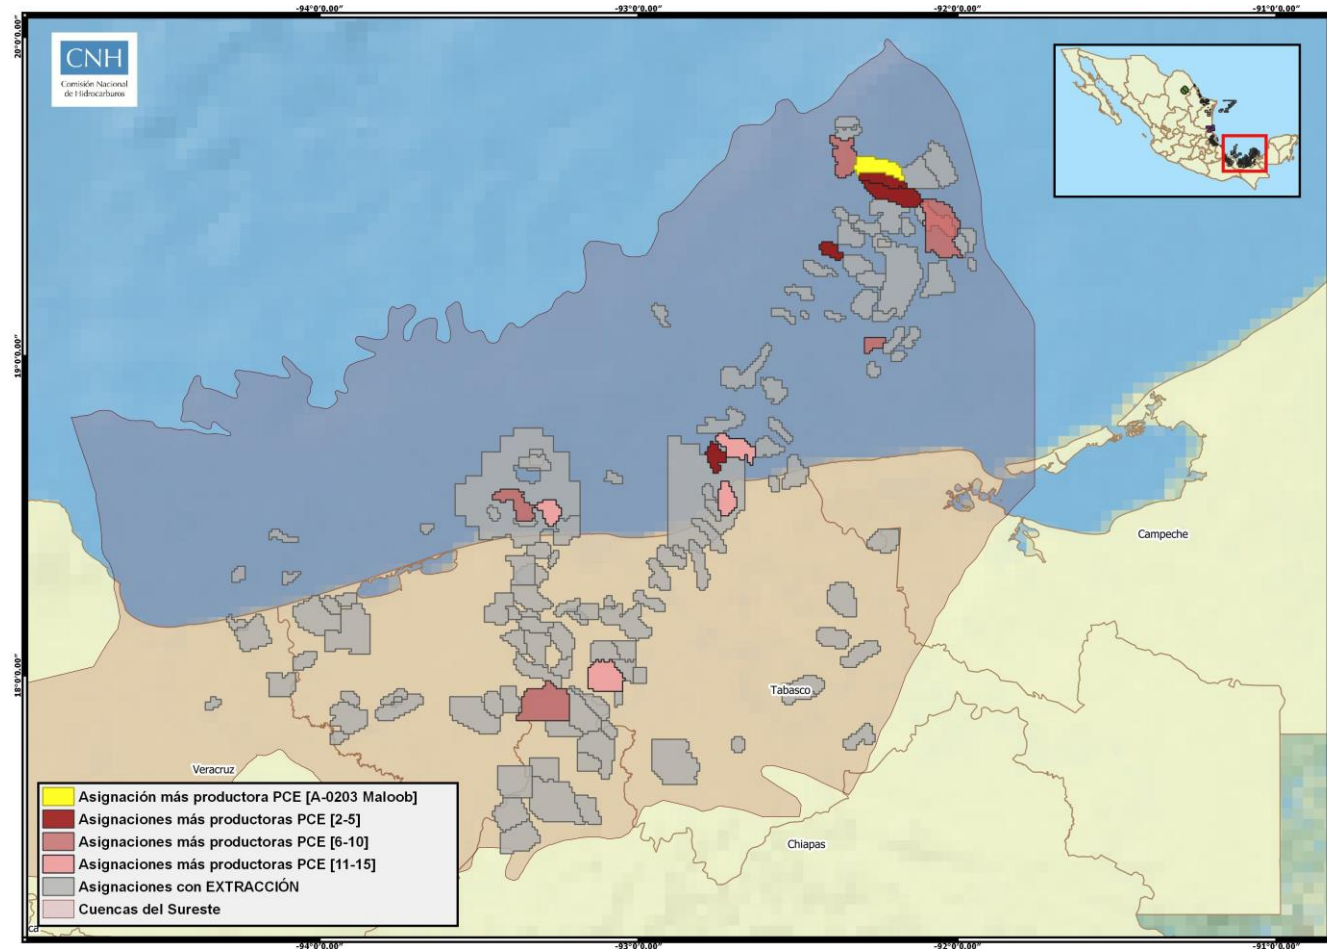 -94°0'0.00"
-93°0'0.00"
-92°0'0.00"
-91°0'0.00"
20°0'0.00"
CNH
Comisión Nacional
de Hidrocarburos
19°0'0.00"
Campeche
18°0'0.00"
Tabasco
Veracruz
Chiapas
Asignación más productora PCE [A-0203 Maloob]
Asignaciones más productoras PCE [2-5]
Asignaciones más productoras PCE [6-10]
Asignaciones más productoras PCE [11-15]
Asignaciones con EXTRACCIÓN
Cuencas del Sureste
ca
-94°0'0.00"
-93°0'0.00"
-92°0'0.00"
-91°0'0.00"